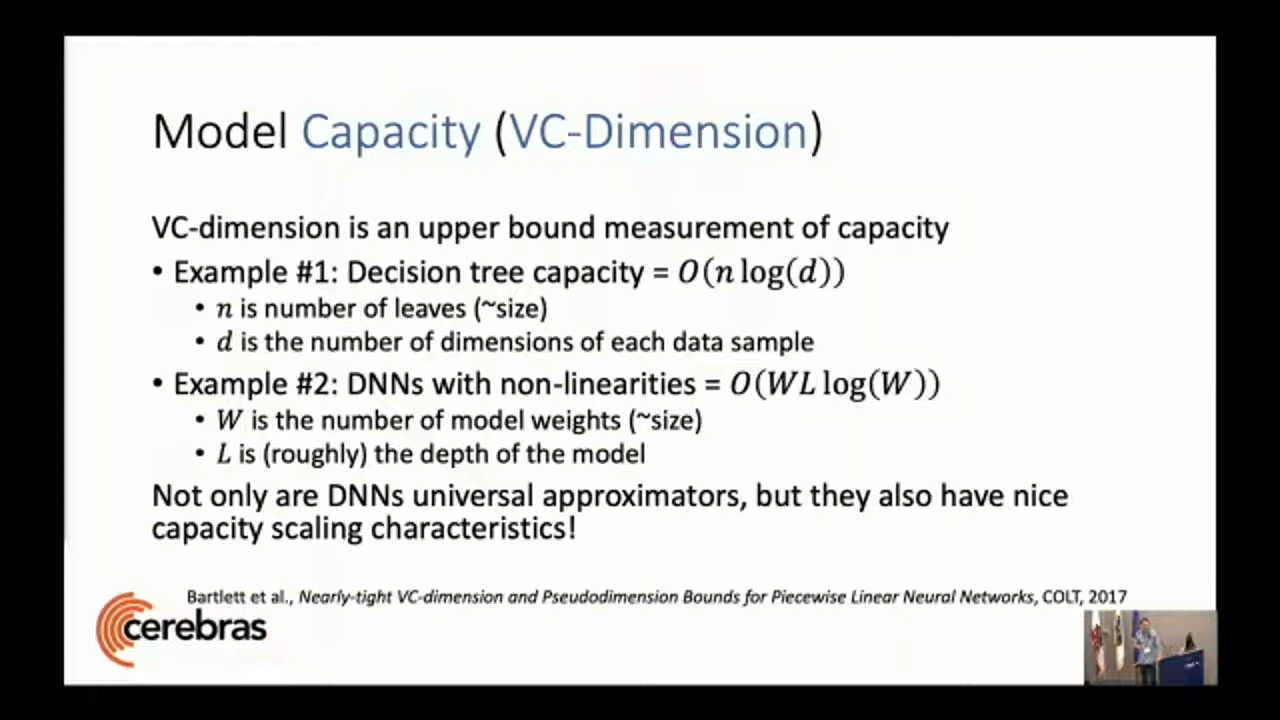 Model Capacity (VC-Dimension)
VC-dimension is an upper bound measurement of capacity
• Example #1: Decision tree capacity = O(n log(d))
• n is number of leaves (~size)
• d is the number of dimensions of each data sample
• Example #2: DNNs with non-linearities = O(WL log(W))
• W is the number of model weights (~size)
• L is (roughly) the depth of the model
Not only are DNNs universal approximators, but they also have nice
capacity scaling characteristics!
Bartlett et al., Nearly-tight VC-dimension and Pseudodimension Bounds for Piecewise Linear Neural Networks, COLT, 2017
cerebras